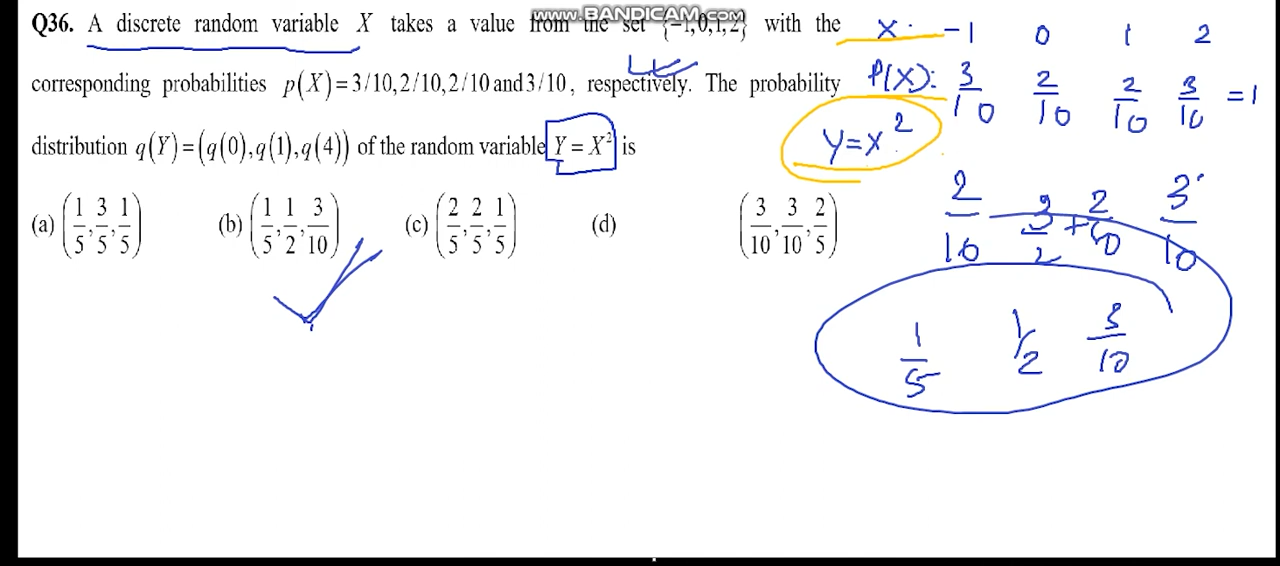 www.BANDICAM.com
Q36. A discrete random variable X takes a value from the set {−1,0,1,2} with the
corresponding probabilities p(X)=3/10,2/10,2/10 and 3/10, respectively. The probability
distribution q(Y)=(q(0),q(1),q(4)) of the random variable Y = X² is
(a) (1/5, 3/5, 1/5) (b) (1/5, 1/2, 3/10) (c) (2/5, 2/5, 1/5) (d) (3/10, 3/10, 2/5)
X: −1 0 1 2
P(X): 3/10 2/10 2/10 3/10 =1
Y=X²
2/10 3/2 + 2/10 3/10
1/5 1/2 3/10